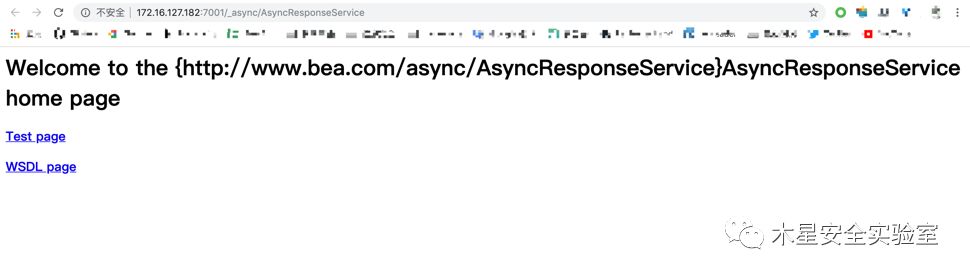 不安全 172.16.127.182:7001/_async/AsyncResponseService
Welcome to the {http://www.bea.com/async/AsyncResponseService}AsyncResponseService
home page
Test page
WSDL page
木星安全实验室